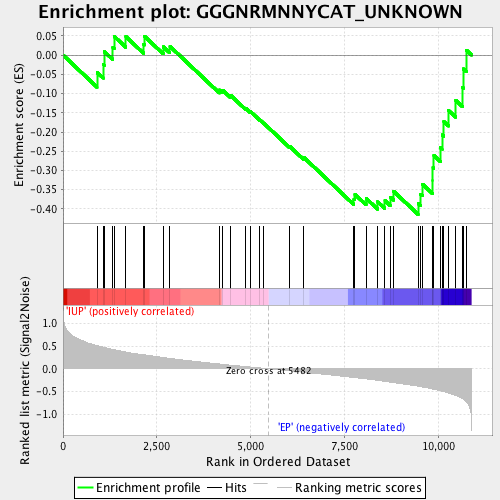 Enrichment plot: GGGNRMNNYCAT_UNKNOWN
Enrichment score (ES)
0.05
0.00
-0.05
-0.10
-0.15
-0.20
-0.25
-0.30
-0.35
-0.40
Ranked list metric (Signal2Noise)
1.0
0.5
0.0
-0.5
-1.0
'IUP' (positively correlated)
Zero cross at 5482
'EP' (negatively correlated)
0
2,500
5,000
7,500
10,000
Rank in Ordered Dataset
Enrichment profile
Hits
Ranking metric scores